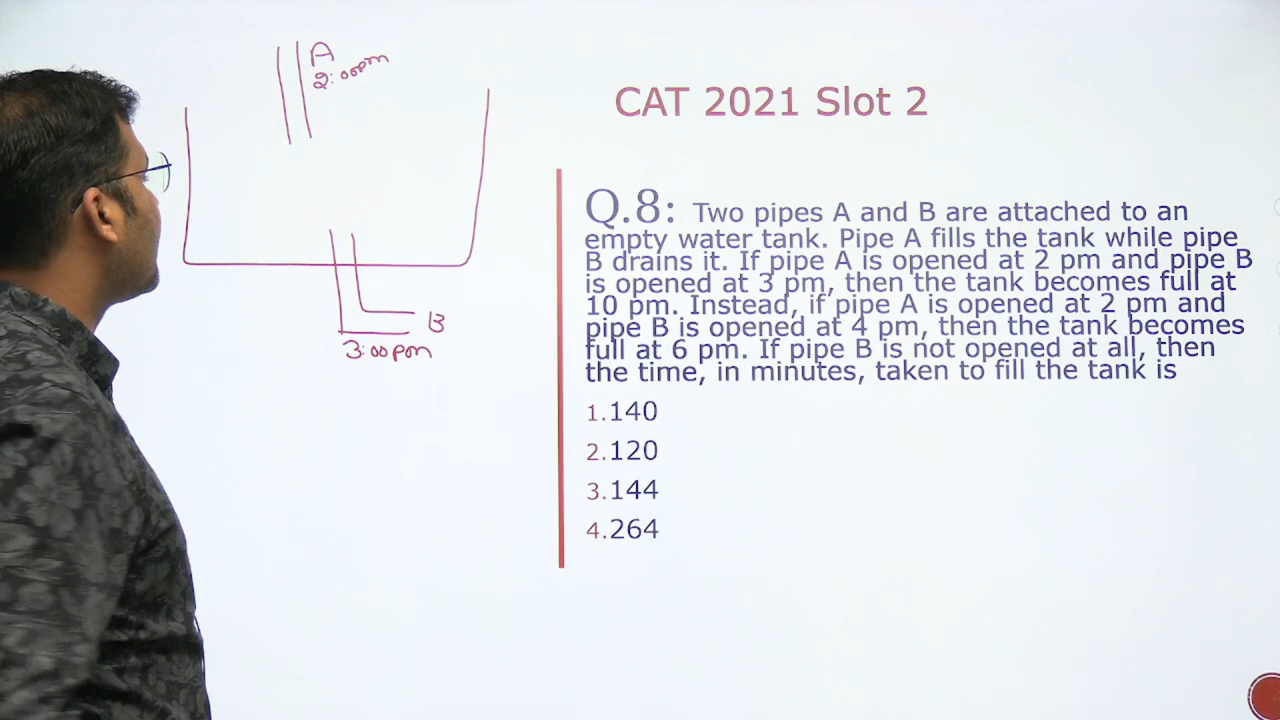 A
2:00pm
B
3:00pm
CAT 2021 Slot 2
Q.8: Two pipes A and B are attached to an
empty water tank. Pipe A fills the tank while pipe
B drains it. If pipe A is opened at 2 pm and pipe B
is opened at 3 pm, then the tank becomes full at
10 pm. Instead, if pipe A is opened at 2 pm and
pipe B is opened at 4 pm, then the tank becomes
full at 6 pm. If pipe B is not opened at all, then
the time, in minutes, taken to fill the tank is
1.140
2.120
3.144
4.264